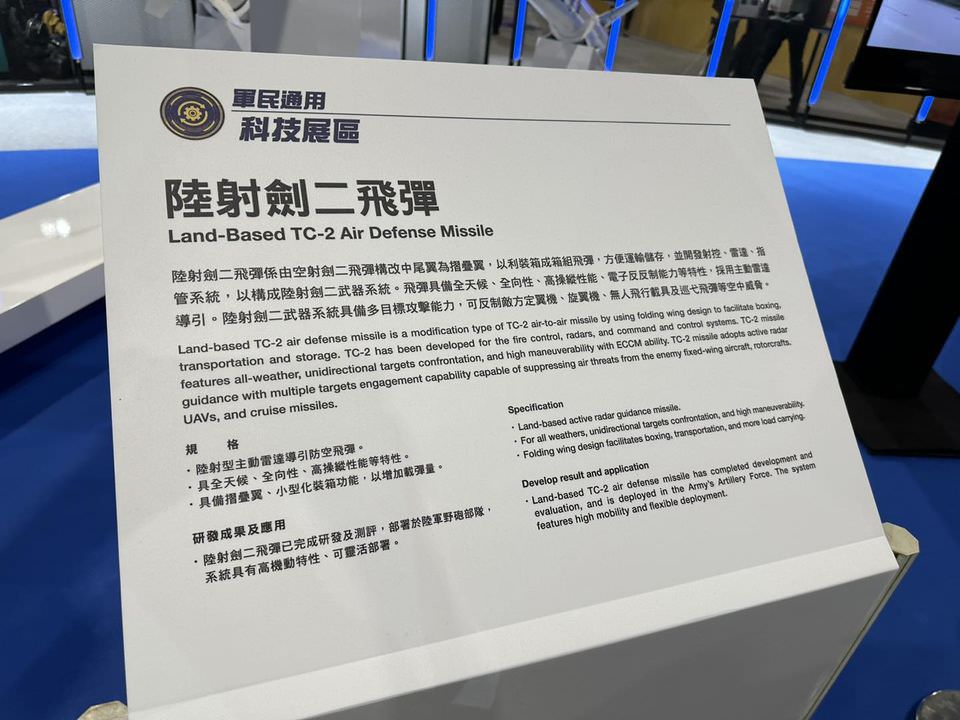 軍民通用
科技展區
陸射劍二飛彈
Land-Based TC-2 Air Defense Missile
陸射劍二飛彈係由空射劍二飛彈構改中尾翼為摺疊翼，以利裝箱成箱組飛彈，方便運輸儲存，並開發射控、雷達、指
管系統，以構成陸射劍二武器系統。飛彈具備全天候、全向性、高操縱性能、電子反反制能力等特性，採用主動雷達
導引。陸射劍二武器系統具備多目標攻擊能力，可反制敵方定翼機、旋翼機、無人飛行載具及巡弋飛彈等空中威脅。
Land-based TC-2 air defense missile is a modification type of TC-2 air-to-air missile by using folding wing design to facilitate boxing,
transportation and storage. TC-2 has been developed for the fire control, radars, and command and control systems. TC-2 missile
features all-weather, unidirectional targets confrontation, and high maneuverability with ECCM ability. TC-2 missile adopts active radar
guidance with multiple targets engagement capability capable of suppressing air threats from the enemy fixed-wing aircraft, rotorcrafts,
UAVs, and cruise missiles.
規 格
・陸射型主動雷達導引防空飛彈。
・具全天候、全向性、高操縱性能等特性。
・具備摺疊翼、小型化裝箱功能，以增加載彈量。
研發成果及應用
・陸射劍二飛彈已完成研發及測評，部署於陸軍野砲部隊，
系統具有高機動特性、可靈活部署。
Specification
・Land-based active radar guidance missile.
・For all weathers, unidirectional targets confrontation, and high maneuverability.
・Folding wing design facilitates boxing, transportation, and more load carrying.
Develop result and application
・Land-based TC-2 air defense missile has completed development and
evaluation, and is deployed in the Army's Artillery Force. The system
features high mobility and flexible deployment.